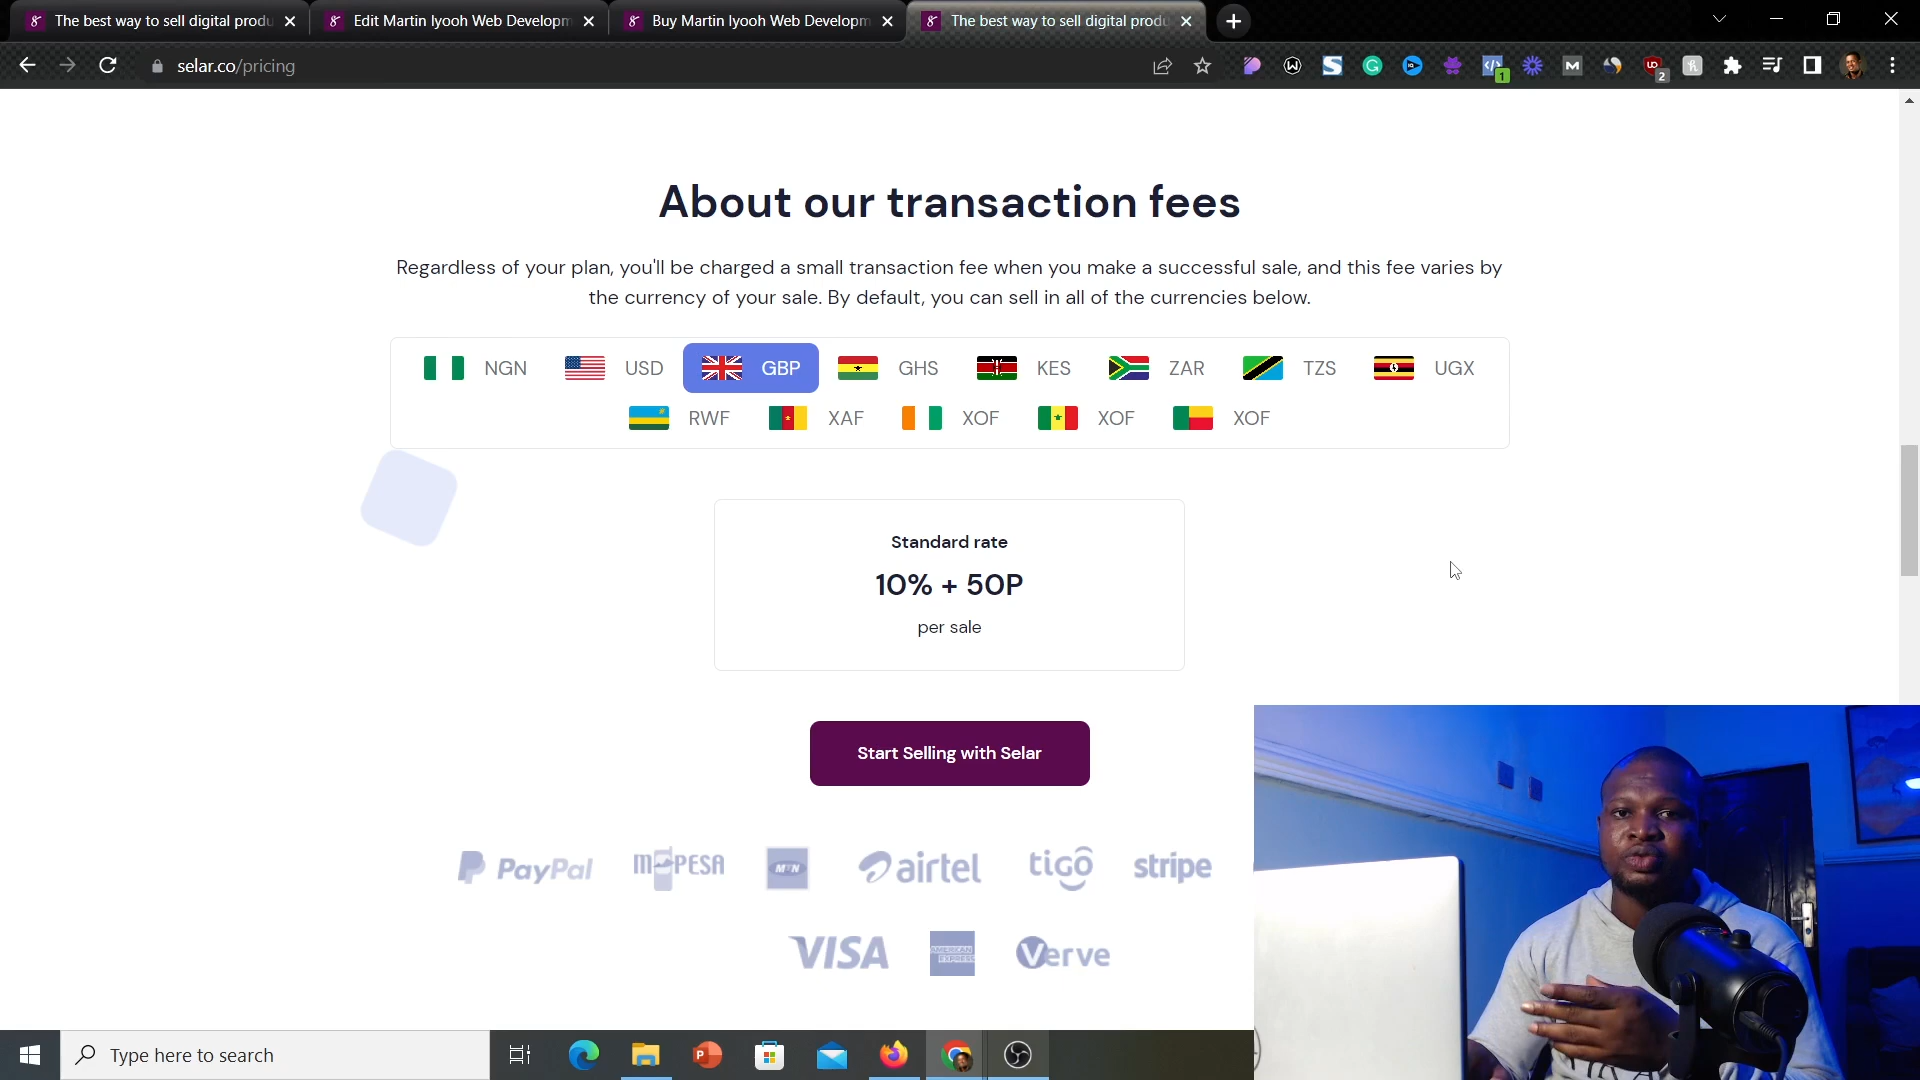 The best way to sell digital produ
Edit Martin Iyooh Web Developm
Buy Martin Iyooh Web Developm
The best way to sell digital produ
selar.co/pricing
1
2
About our transaction fees
Regardless of your plan, you'll be charged a small transaction fee when you make a successful sale, and this fee varies by
the currency of your sale. By default, you can sell in all of the currencies below.
NGN USD GBP GHS KES ZAR TZS UGX
RWF XAF XOF XOF XOF
Standard rate
10% + 50P
per sale
Start Selling with Selar
PayPal M-PESA MTN airtel tigo stripe
VISA AMERICAN EXPRESS Verve
Type here to search